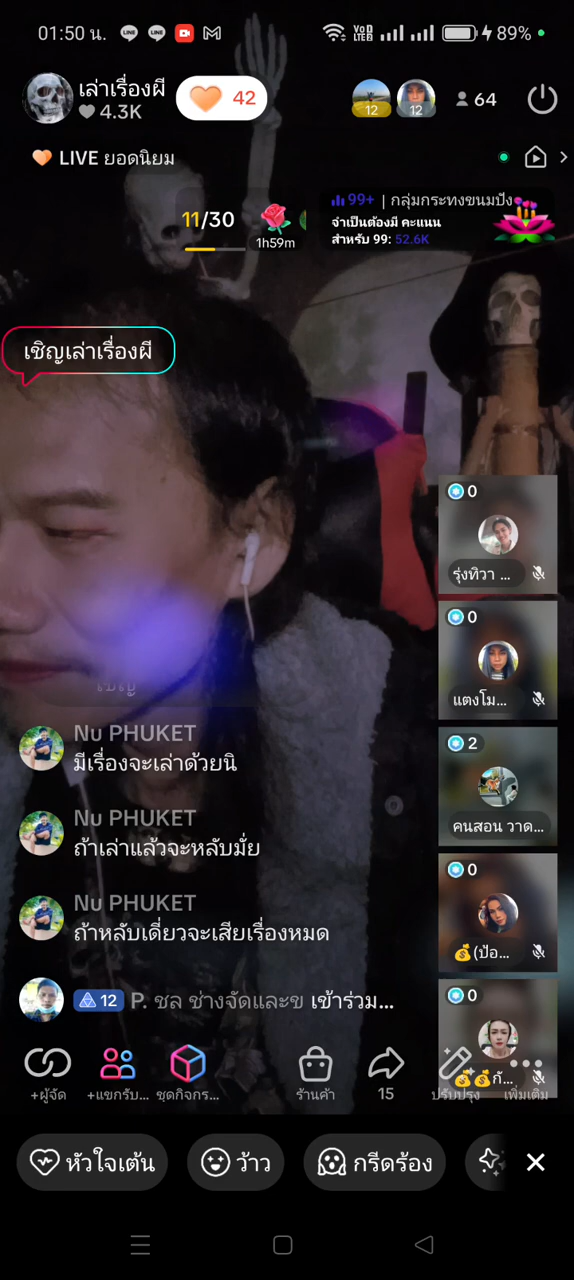 01:50 น.
LINE LINE
Vo) LTE2
89%
เล่าเรื่องผี
4.3K
42
12
12
64
LIVE ยอดนิยม
11/30
1h59m
99+ | กลุ่มกระทงขนมปัง
จำเป็นต้องมี คะแนน
สำหรับ 99: 52.6K
เชิญเล่าเรื่องผี
0
รุ่งทิวา ...
0
แตงโม...
2
คนสอน วาด...
0
💰(ป้อ...
0
💰💰กั...
เชิญ
Nu PHUKET
มีเรื่องจะเล่าด้วยนิ
Nu PHUKET
ถ้าเล่าแล้วจะหลับมั่ย
Nu PHUKET
ถ้าหลับเดี่ยวจะเสียเรื่องหมด
12 P. ชล ช่างจัดและข เข้าร่วม...
+ผู้จัด
+แขกรับ...
ชุดกิจกร...
ร้านค้า
15
ปรับปรุง
เพิ่มเติม
หัวใจเต้น
ว้าว
กรีดร้อง